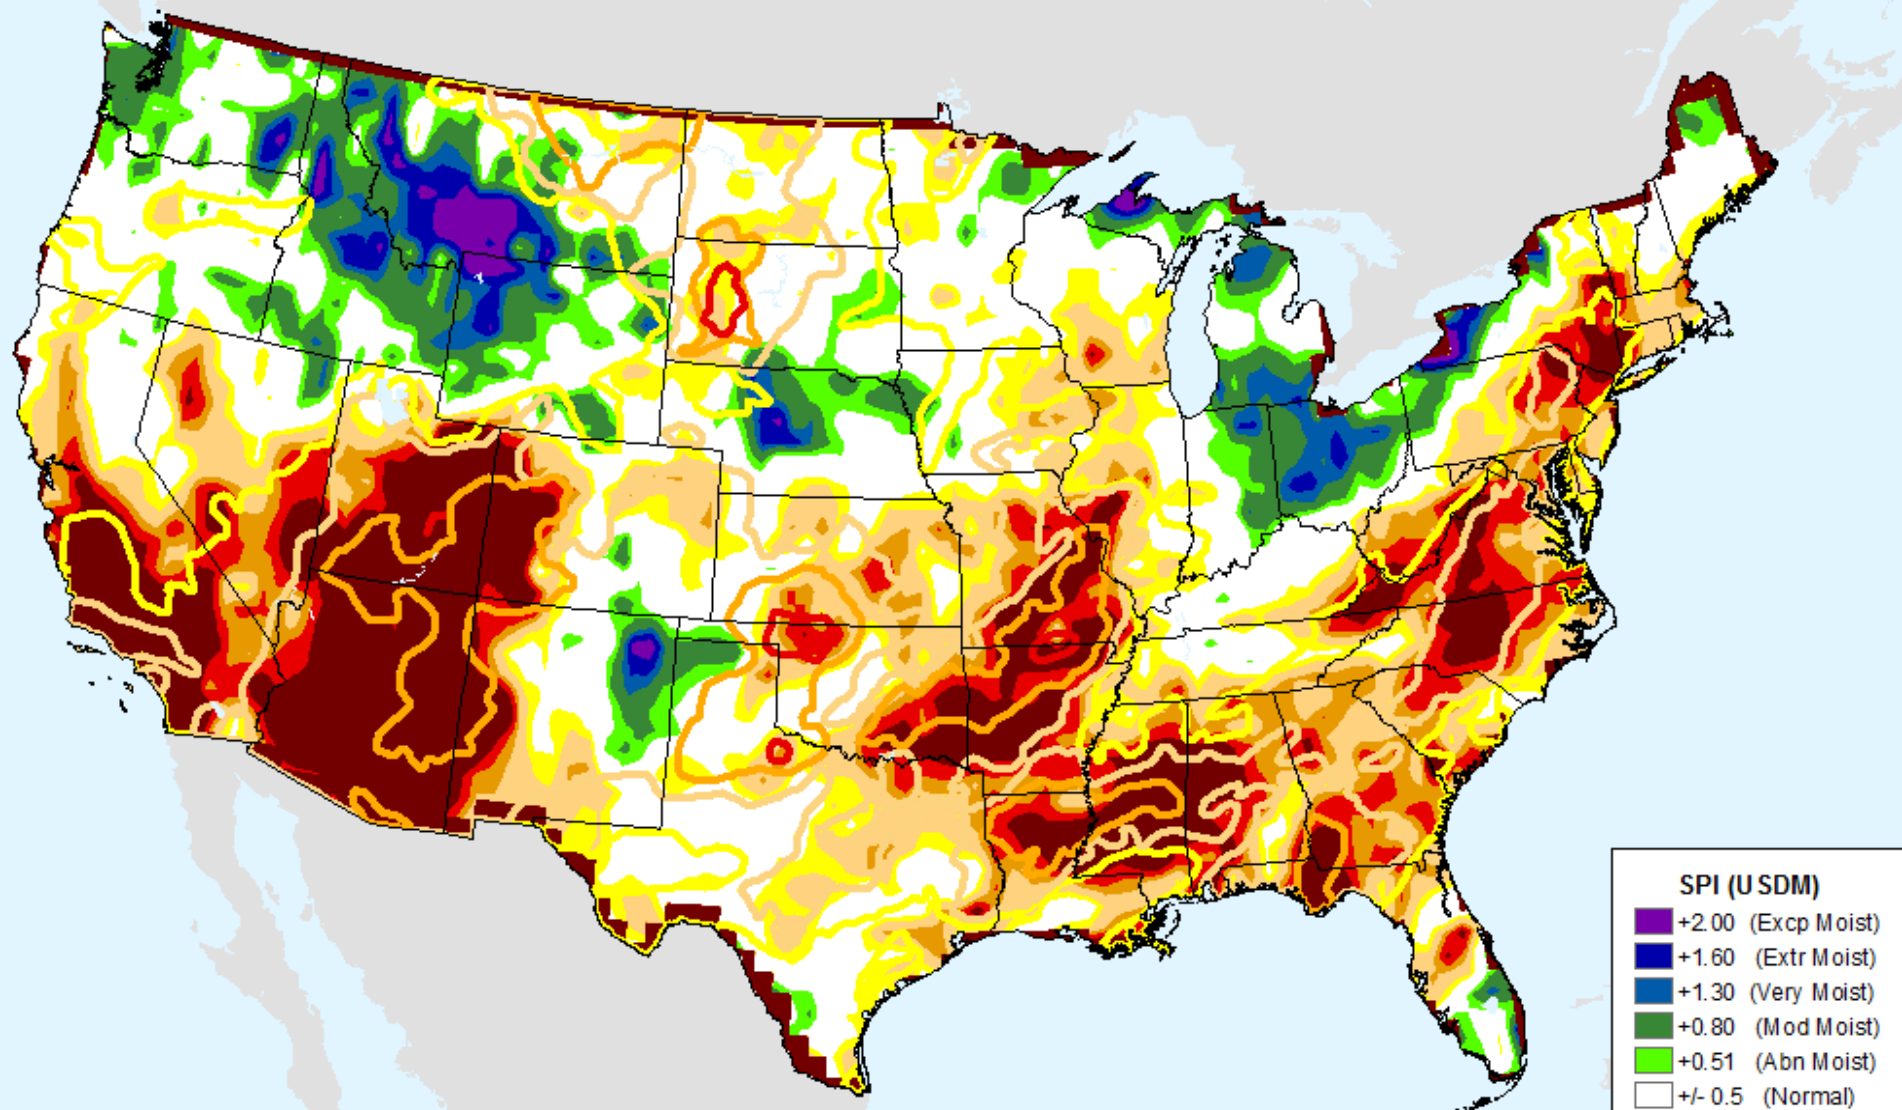 SPI (USDM)
+2.00 (Excp Moist)
+1.60 (Extr Moist)
+1.30 (Very Moist)
+0.80 (Mod Moist)
+0.51 (Abn Moist)
+/- 0.5 (Normal)